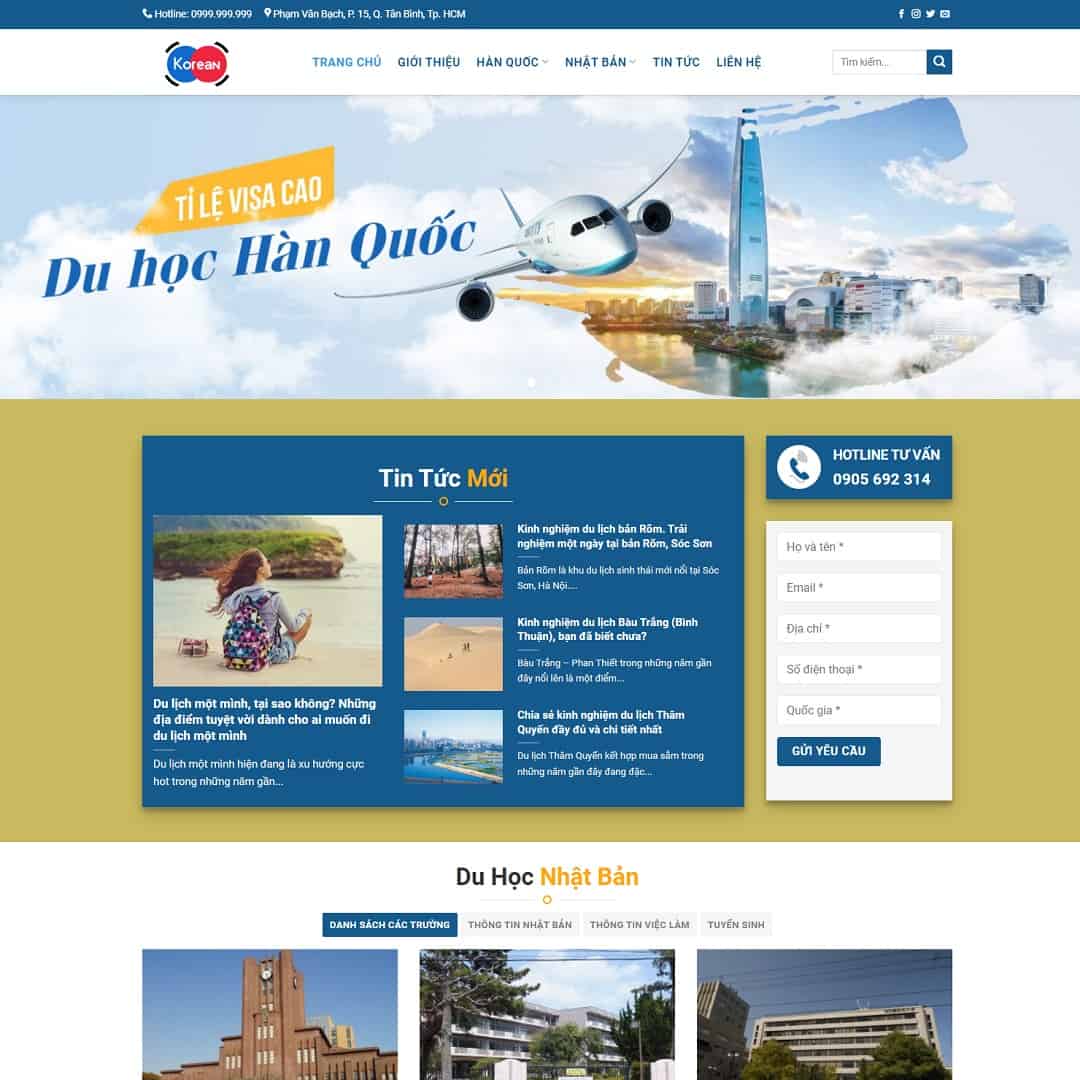 Hotline: 0999.999.999 Phạm Văn Bạch, P. 15, Q. Tân Bình, Tp. HCM
Korean
TRANG CHỦ GIỚI THIỆU HÀN QUỐC NHẬT BẢN TIN TỨC LIÊN HỆ
Tìm kiếm...
TỈ LỆ VISA CAO
Du học Hàn Quốc
Tin Tức Mới
Du lịch một mình, tại sao không? Những
địa điểm tuyệt vời dành cho ai muốn đi
du lịch một mình
Du lịch một mình hiện đang là xu hướng cực
hot trong những năm gần...
Kinh nghiệm du lịch bản Rõm. Trải
nghiệm một ngày tại bản Rõm, Sóc Sơn
Bản Rõm là khu du lịch sinh thái mới nổi tại Sóc
Sơn, Hà Nội....
Kinh nghiệm du lịch Bàu Trắng (Bình
Thuận), bạn đã biết chưa?
Bàu Trắng – Phan Thiết trong những năm gần
đây nổi lên là một điểm...
Chia sẻ kinh nghiệm du lịch Thâm
Quyến đầy đủ và chi tiết nhất
Du lịch Thâm Quyến kết hợp mua sắm trong
những năm gần đây đang đặc...
HOTLINE TƯ VẤN
0905 692 314
Họ và tên *
Email *
Địa chỉ *
Số điện thoại *
Quốc gia *
GỬI YÊU CẦU
Du Học Nhật Bản
DANH SÁCH CÁC TRƯỜNG THÔNG TIN NHẬT BẢN THÔNG TIN VIỆC LÀM TUYỂN SINH